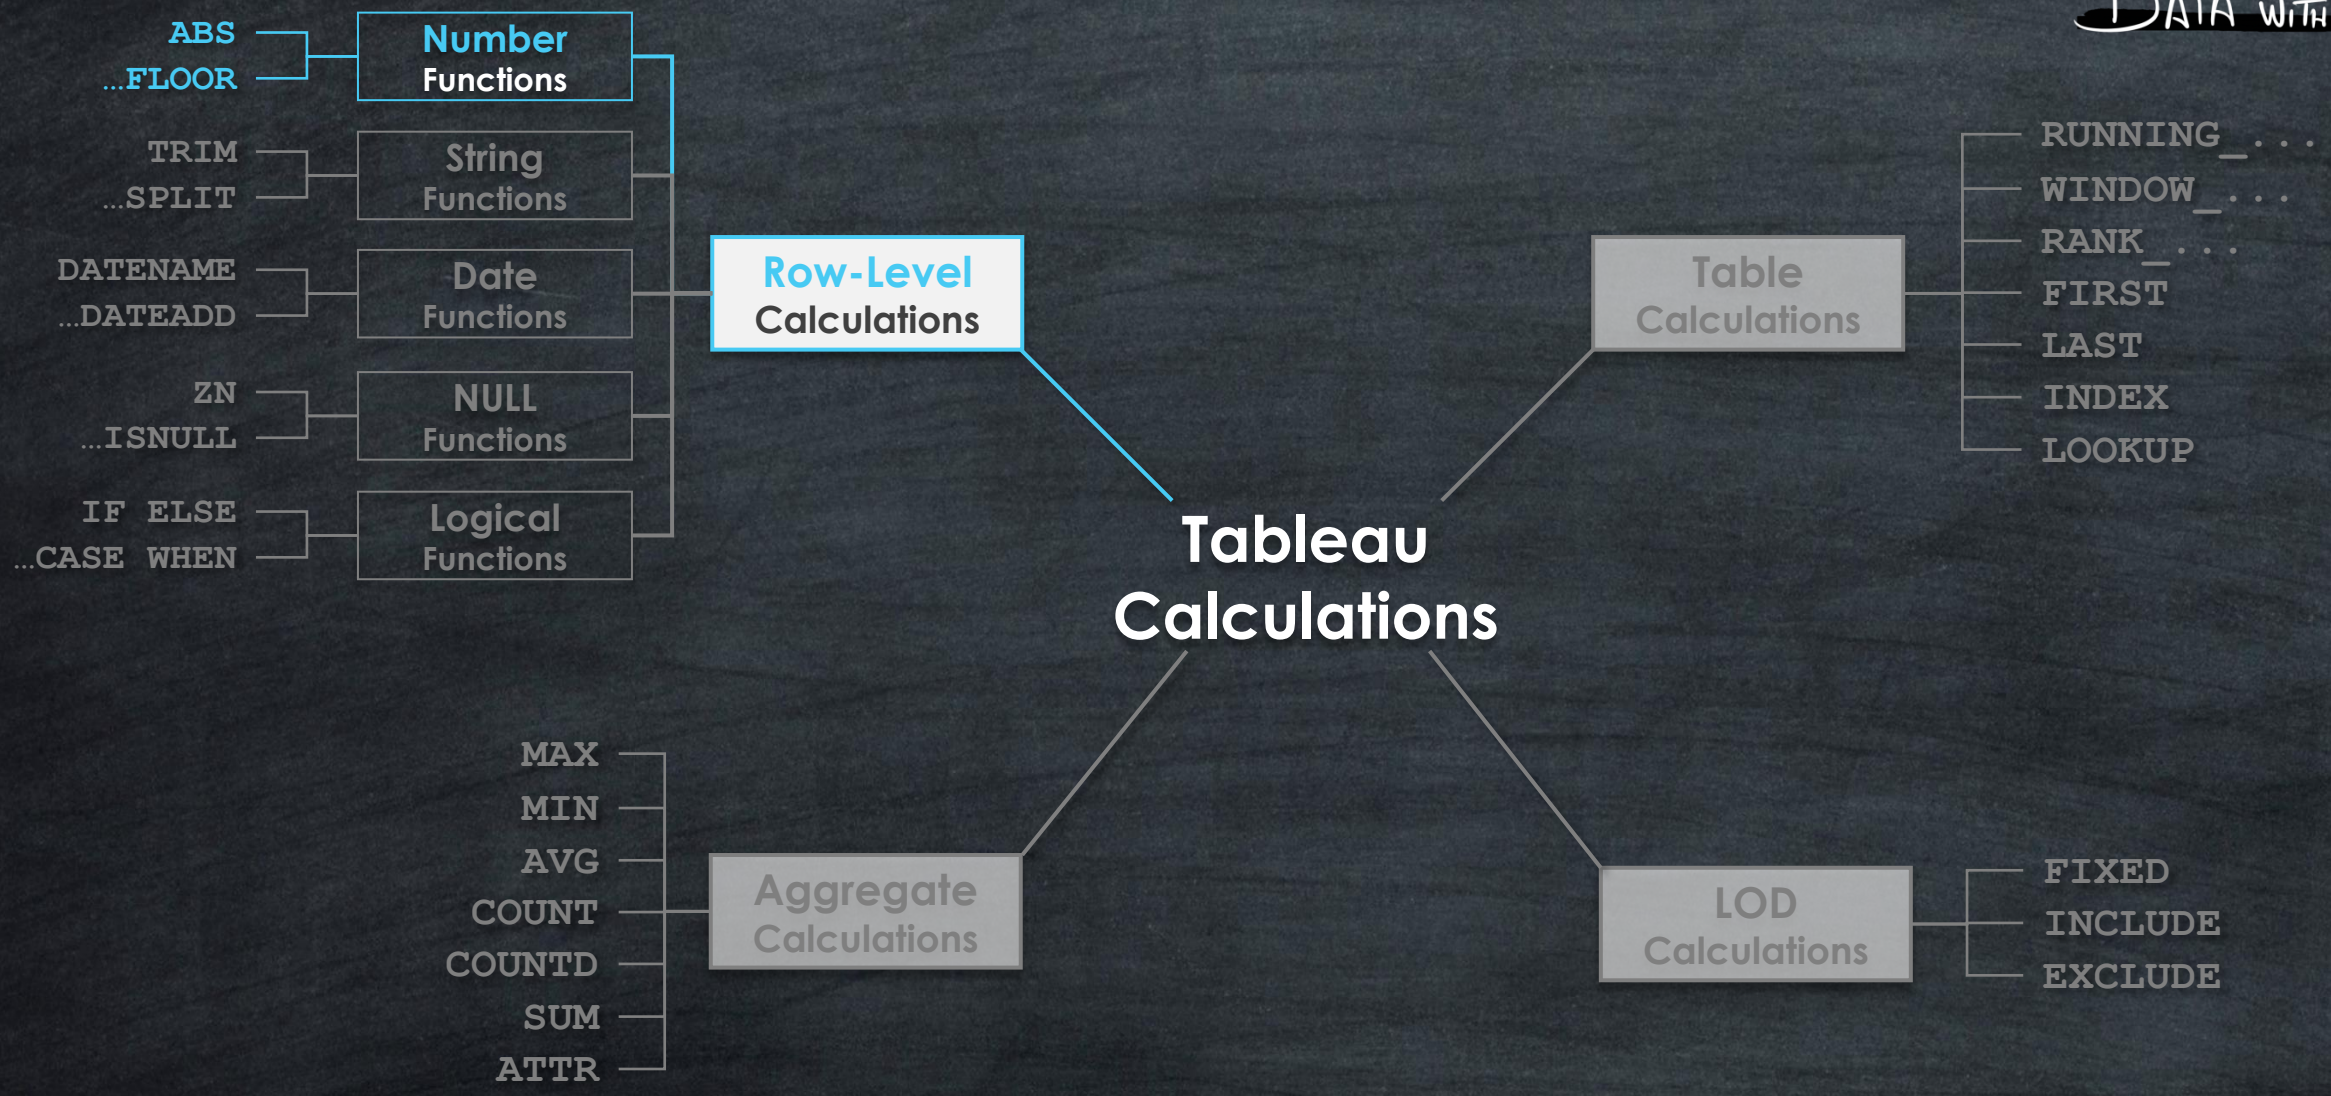 DATA WITH
ABS
...FLOOR
Number
Functions
TRIM
...SPLIT
String
Functions
DATENAME
...DATEADD
Date
Functions
ZN
...ISNULL
NULL
Functions
IF ELSE
...CASE WHEN
Logical
Functions
Row-Level
Calculations
Table
Calculations
RUNNING_...
WINDOW_...
RANK_...
FIRST
LAST
INDEX
LOOKUP
Tableau
Calculations
MAX
MIN
AVG
COUNT
COUNTD
SUM
ATTR
Aggregate
Calculations
LOD
Calculations
FIXED
INCLUDE
EXCLUDE